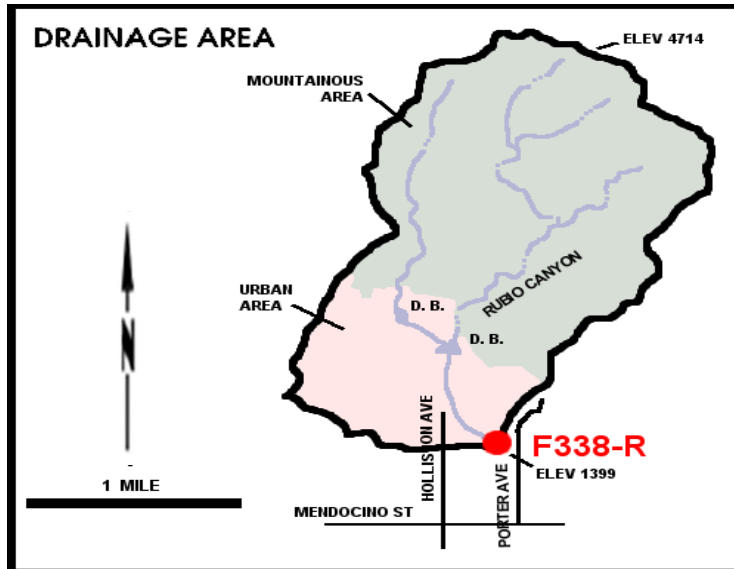 DRAINAGE AREA
ELEV 4714
MOUNTAINOUS
AREA
URBAN
AREA
D. B.
RUBIO CANYON
D. B.
N
1 MILE
HOLLISTON AVE
F338-R
ELEV 1399
PORTER AVE
MENDOCINO ST